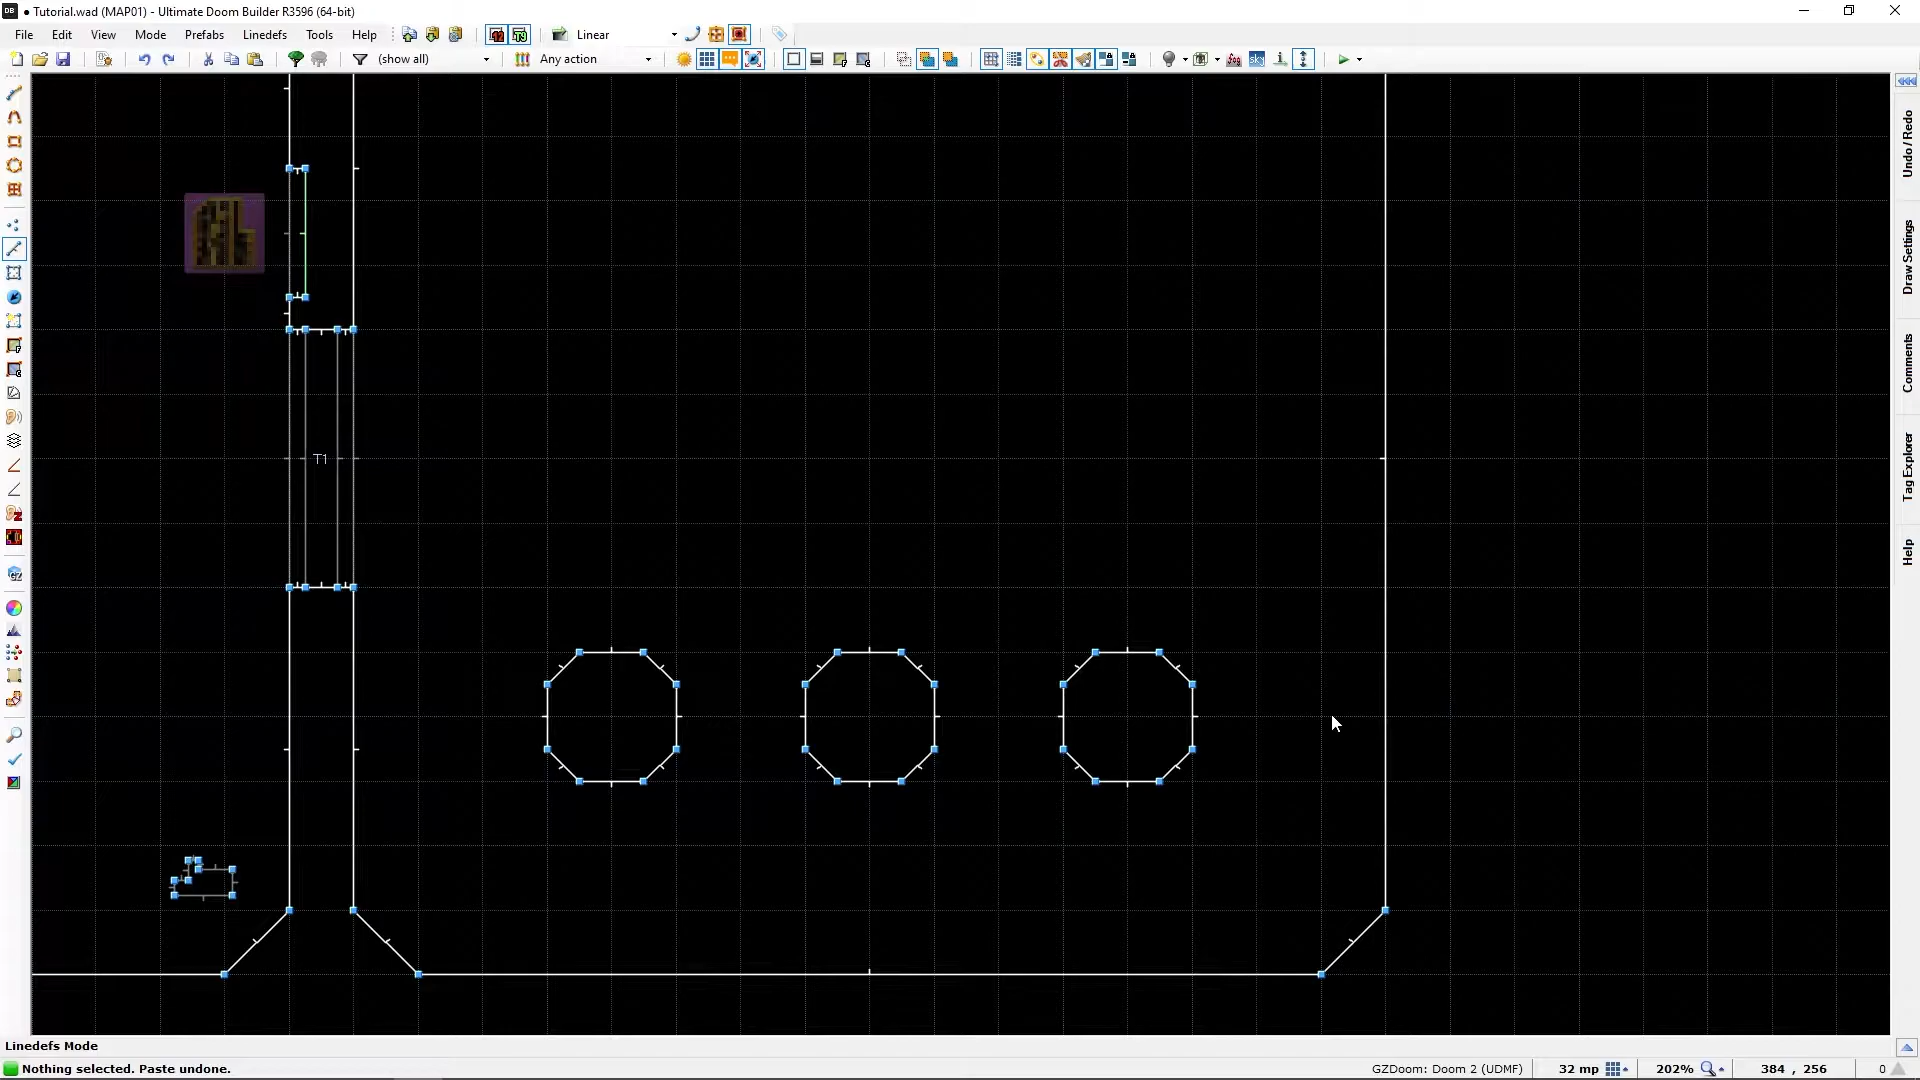 Tutorial.wad (MAP01) - Ultimate Doom Builder R3596 (64-bit)
File Edit View Mode Prefabs Linedefs Tools Help Linear
(show all) Any action
Undo / Redo
Draw Settings
Comments
Tag Explorer
Help
T1
Linedefs Mode
Nothing selected. Paste undone. GZDoom: Doom 2 (UDMF) 32 mp 202% 384 , 256 0